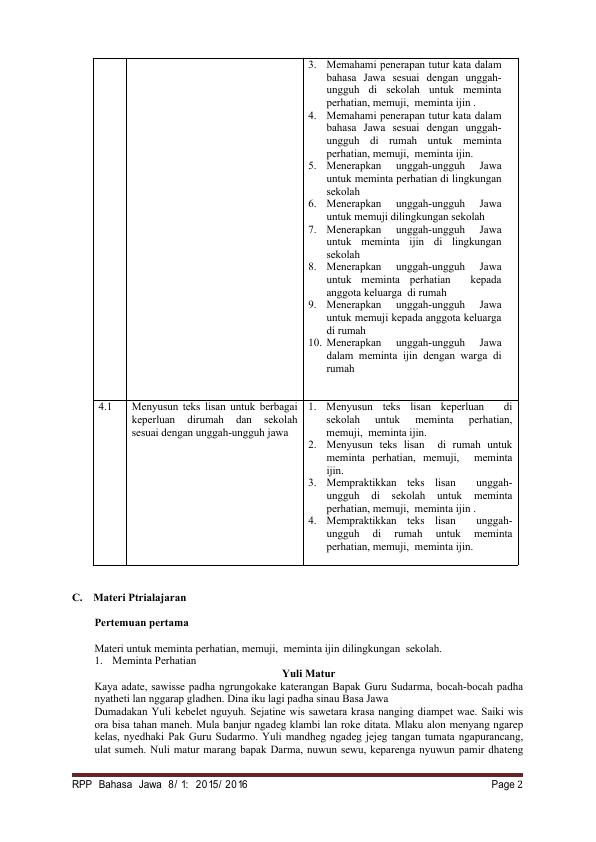 3. Memahami penerapan tutur kata dalam
bahasa Jawa sesuai dengan unggah-
ungguh di sekolah untuk meminta
perhatian, memuji, meminta ijin .
4. Memahami penerapan tutur kata dalam
bahasa Jawa sesuai dengan unggah-
ungguh di rumah untuk meminta
perhatian, memuji, meminta ijin.
5. Menerapkan unggah-ungguh Jawa
untuk meminta perhatian di lingkungan
sekolah
6. Menerapkan unggah-ungguh Jawa
untuk memuji dilingkungan sekolah
7. Menerapkan unggah-ungguh Jawa
untuk meminta ijin di lingkungan
sekolah
8. Menerapkan unggah-ungguh Jawa
untuk meminta perhatian kepada
anggota keluarga di rumah
9. Menerapkan unggah-ungguh Jawa
untuk memuji kepada anggota keluarga
di rumah
10. Menerapkan unggah-ungguh Jawa
dalam meminta ijin dengan warga di
rumah
4.1 Menyusun teks lisan untuk berbagai
keperluan dirumah dan sekolah
sesuai dengan unggah-ungguh jawa
1. Menyusun teks lisan keperluan di
sekolah untuk meminta perhatian,
memuji, meminta ijin.
2. Menyusun teks lisan di rumah untuk
meminta perhatian, memuji, meminta
ijin.
3. Mempraktikkan teks lisan unggah-
ungguh di sekolah untuk meminta
perhatian, memuji, meminta ijin .
4. Mempraktikkan teks lisan unggah-
ungguh di rumah untuk meminta
perhatian, memuji, meminta ijin.
C. Materi Ptrialajaran
Pertemuan pertama
Materi untuk meminta perhatian, memuji, meminta ijin dilingkungan sekolah.
1. Meminta Perhatian
Yuli Matur
Kaya adate, sawisse padha ngrungokake katerangan Bapak Guru Sudarma, bocah-bocah padha
nyatheti lan nggarap gladhen. Dina iku lagi padha sinau Basa Jawa
Dumadakan Yuli kebelet nguyuh. Sejatine wis sawetara krasa nanging diampet wae. Saiki wis
ora bisa tahan maneh. Mula banjur ngadeg klambi lan roke ditata. Mlaku alon menyang ngarep
kelas, nyedhaki Pak Guru Sudarmo. Yuli mandheg ngadeg jejeg tangan tumata ngapurancang,
ulat sumeh. Nuli matur marang bapak Darma, nuwun sewu, keparenga nyuwun pamir dhateng
RPP Bahasa Jawa 8/ 1: 2015/ 2016 Page 2